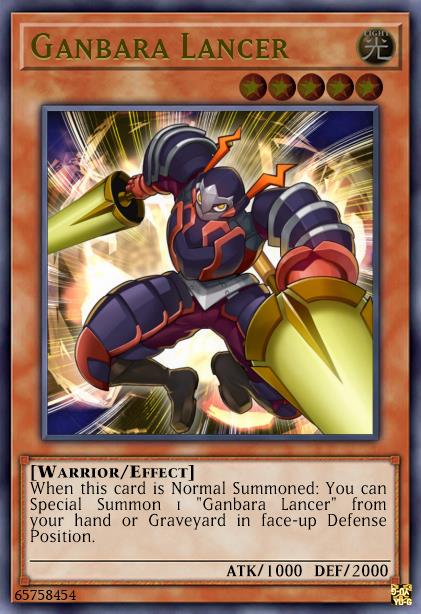 GANBARA LANCER
LIGHT
光
[WARRIOR/EFFECT]
When this card is Normal Summoned: You can
Special Summon 1 "Ganbara Lancer" from
your hand or Graveyard in face-up Defense
Position.
ATK/1000 DEF/2000
65758454